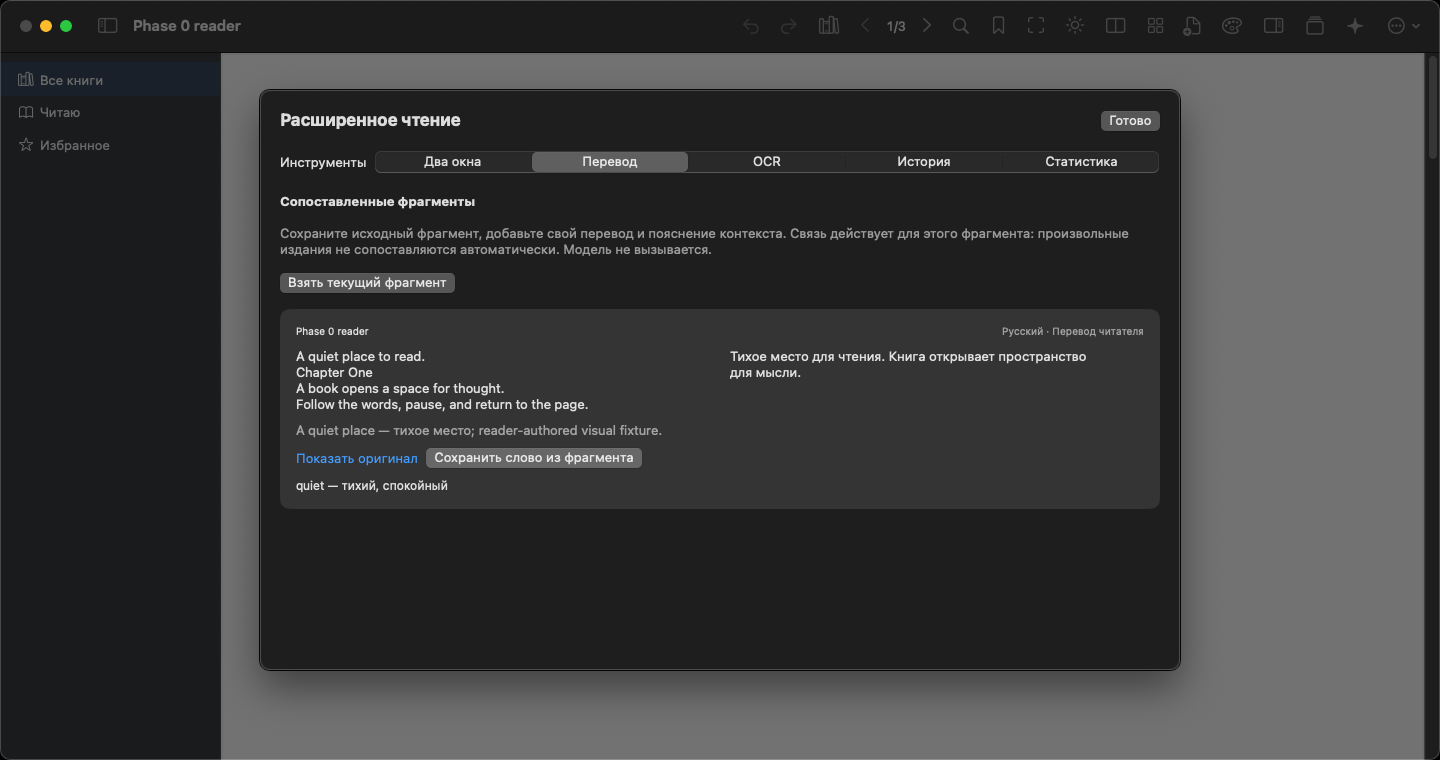 Phase 0 reader
1/3
Все книги
Читаю
Избранное
Расширенное чтение
Готово
Инструменты
Два окна
Перевод
OCR
История
Статистика
Сопоставленные фрагменты
Сохраните исходный фрагмент, добавьте свой перевод и пояснение контекста. Связь действует для этого фрагмента: произвольные
издания не сопоставляются автоматически. Модель не вызывается.
Взять текущий фрагмент
Phase 0 reader
Русский · Перевод читателя
A quiet place to read.
Chapter One
A book opens a space for thought.
Follow the words, pause, and return to the page.
Тихое место для чтения. Книга открывает пространство
для мысли.
A quiet place — тихое место; reader-authored visual fixture.
Показать оригинал
Сохранить слово из фрагмента
quiet — тихий, спокойный